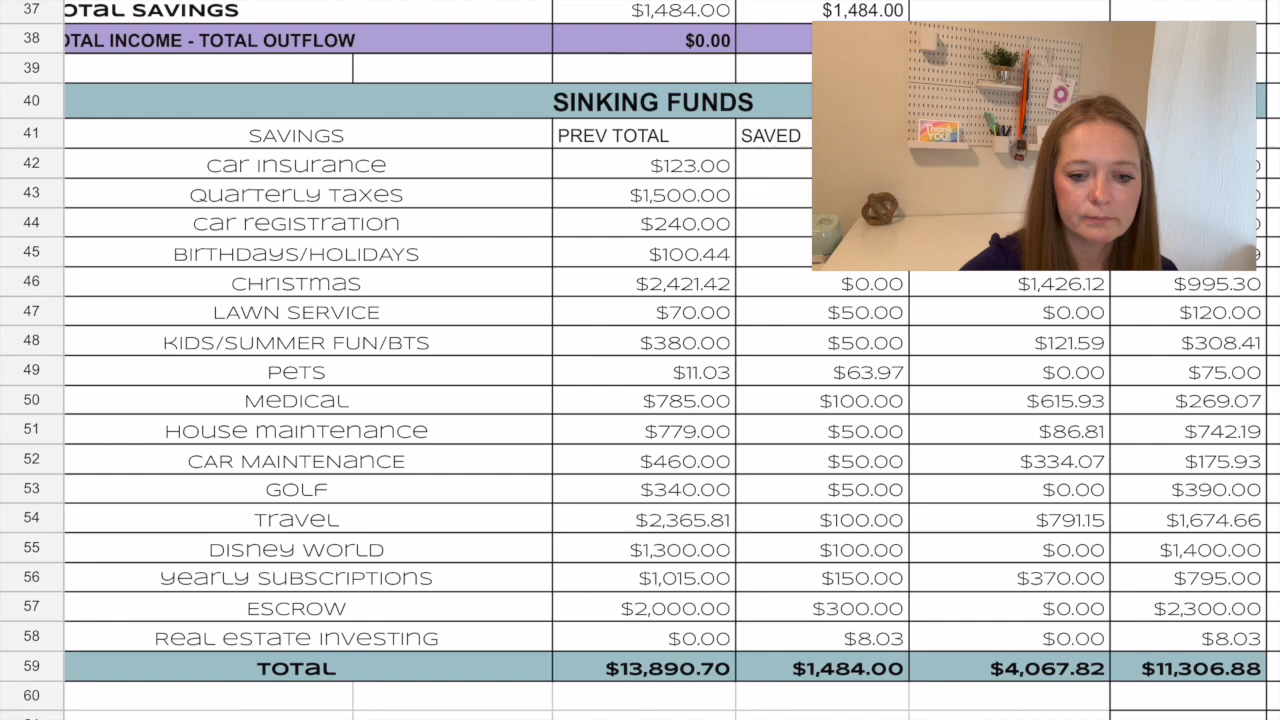 37 OTAL SAVINGS $1,484.00 $1,484.00
38 OTAL INCOME - TOTAL OUTFLOW $0.00
39
40 SINKING FUNDS
41 SAVINGS PREV TOTAL SAVED
42 Car Insurance $123.00
43 Quarterly Taxes $1,500.00
44 Car Registration $240.00
45 Birthdays/Holidays $100.44
46 Christmas $2,421.42 $0.00 $1,426.12 $995.30
47 LAWN SERVICE $70.00 $50.00 $0.00 $120.00
48 KIDS/SUMMER FUN/BTS $380.00 $50.00 $121.59 $308.41
49 Pets $11.03 $63.97 $0.00 $75.00
50 Medical $785.00 $100.00 $615.93 $269.07
51 House Maintenance $779.00 $50.00 $86.81 $742.19
52 CAR MAINTENANCE $460.00 $50.00 $334.07 $175.93
53 GOLF $340.00 $50.00 $0.00 $390.00
54 Travel $2,365.81 $100.00 $791.15 $1,674.66
55 Disney World $1,300.00 $100.00 $0.00 $1,400.00
56 Yearly Subscriptions $1,015.00 $150.00 $370.00 $795.00
57 ESCROW $2,000.00 $300.00 $0.00 $2,300.00
58 Real Estate Investing $0.00 $8.03 $0.00 $8.03
59 Total $13,890.70 $1,484.00 $4,067.82 $11,306.88
60
Thank YOU!